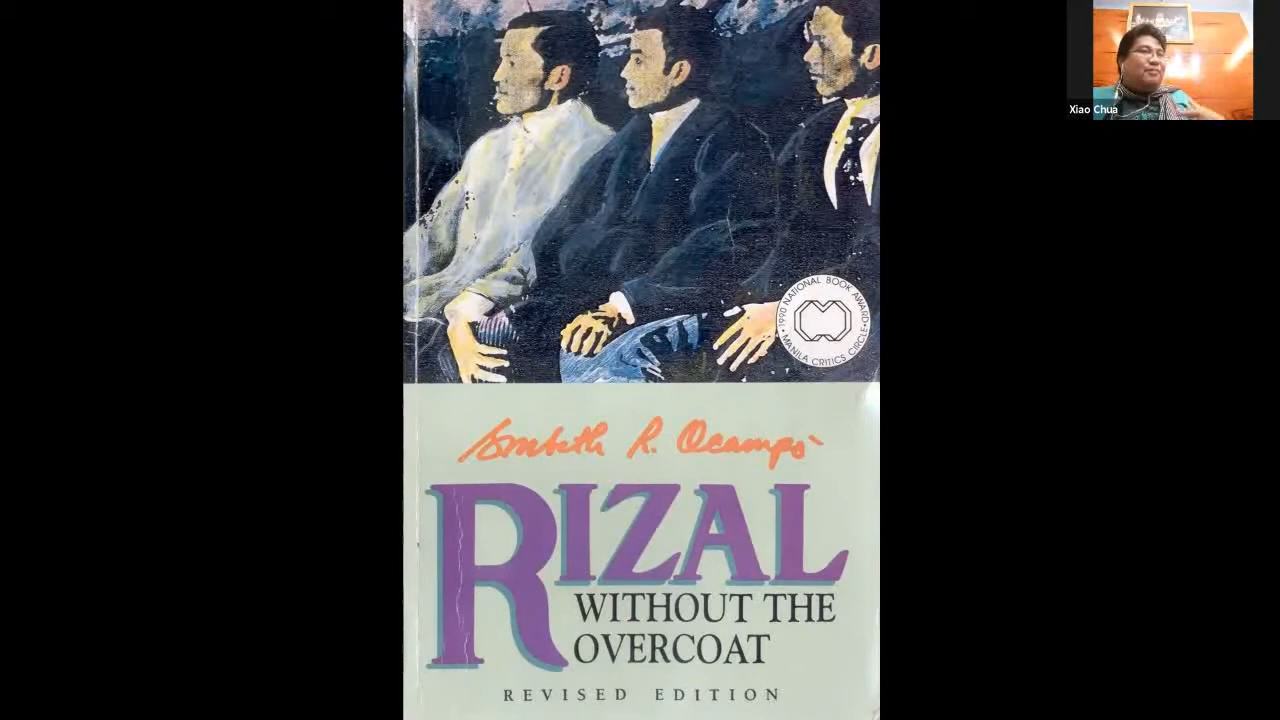 Xiao Chua
• 1990 NATIONAL BOOK AWARD •
MANILA CRITICS CIRCLE
Ambeth R. Ocampo
RIZAL
WITHOUT THE
OVERCOAT
REVISED EDITION